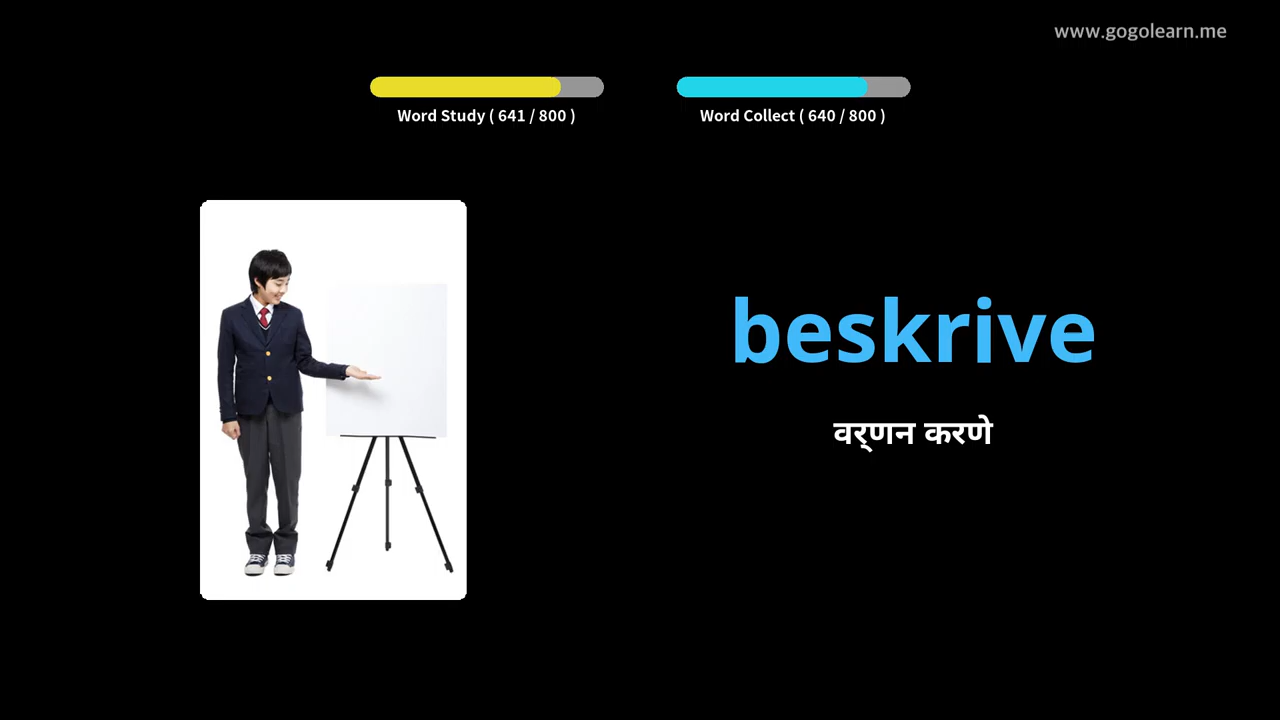 www.gogolearn.me
Word Study ( 641 / 800 )
Word Collect ( 640 / 800 )
beskrive
वर्णन करणे